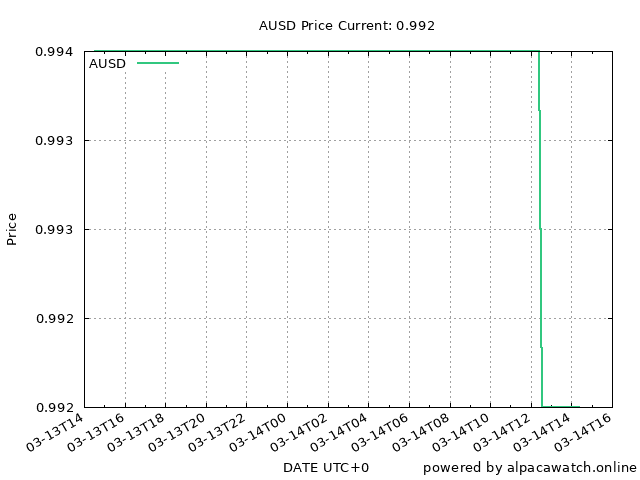 AUSD Price Current: 0.992
0.994
AUSD
0.993
0.993
0.992
0.992
Price
03-13T14
03-13T16
03-13T18
03-13T20
03-13T22
03-14T00
03-14T02
03-14T04
03-14T06
03-14T08
03-14T10
03-14T12
03-14T14
03-14T16
DATE UTC+0
powered by alpacawatch.online